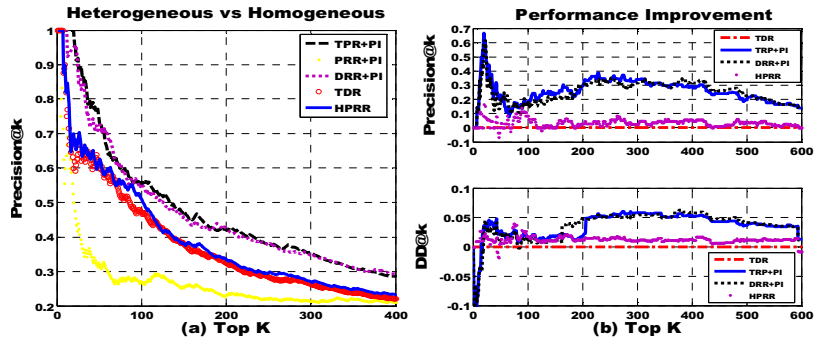 Heterogeneous vs Homogeneous
Precision@k
1
0.9
0.8
0.7
0.6
0.5
0.4
0.3
0.2
0
100
200
300
400
TPR+PI
PRR+PI
DRR+PI
TDR
HPRR
(a) Top K
Performance Improvement
Precision@k
0.7
0.6
0.5
0.4
0.3
0.2
0.1
0
-0.1
0
100
200
300
400
500
600
TDR
TRP+PI
DRR+PI
HPRR
DD@k
0.1
0.05
0
-0.05
-0.1
0
100
200
300
400
500
600
TDR
TRP+PI
DRR+PI
HPRR
(b) Top K